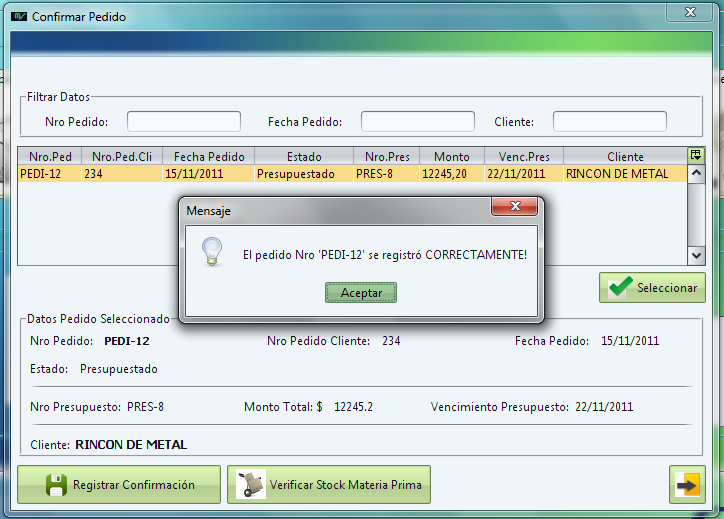 Confirmar Pedido
Filtrar Datos
Nro Pedido: Fecha Pedido: Cliente:
Nro.Ped Nro.Ped.Cli Fecha Pedido Estado Nro.Pres Monto Venc.Pres Cliente
PEDI-12 234 15/11/2011 Presupuestado PRES-8 12245,20 22/11/2011 RINCON DE METAL
Mensaje
El pedido Nro 'PEDI-12' se registró CORRECTAMENTE!
Aceptar
Seleccionar
Datos Pedido Seleccionado
Nro Pedido: PEDI-12 Nro Pedido Cliente: 234 Fecha Pedido: 15/11/2011
Estado: Presupuestado
Nro Presupuesto: PRES-8 Monto Total: $ 12245.2 Vencimiento Presupuesto: 22/11/2011
Cliente: RINCON DE METAL
Registrar Confirmación Verificar Stock Materia Prima